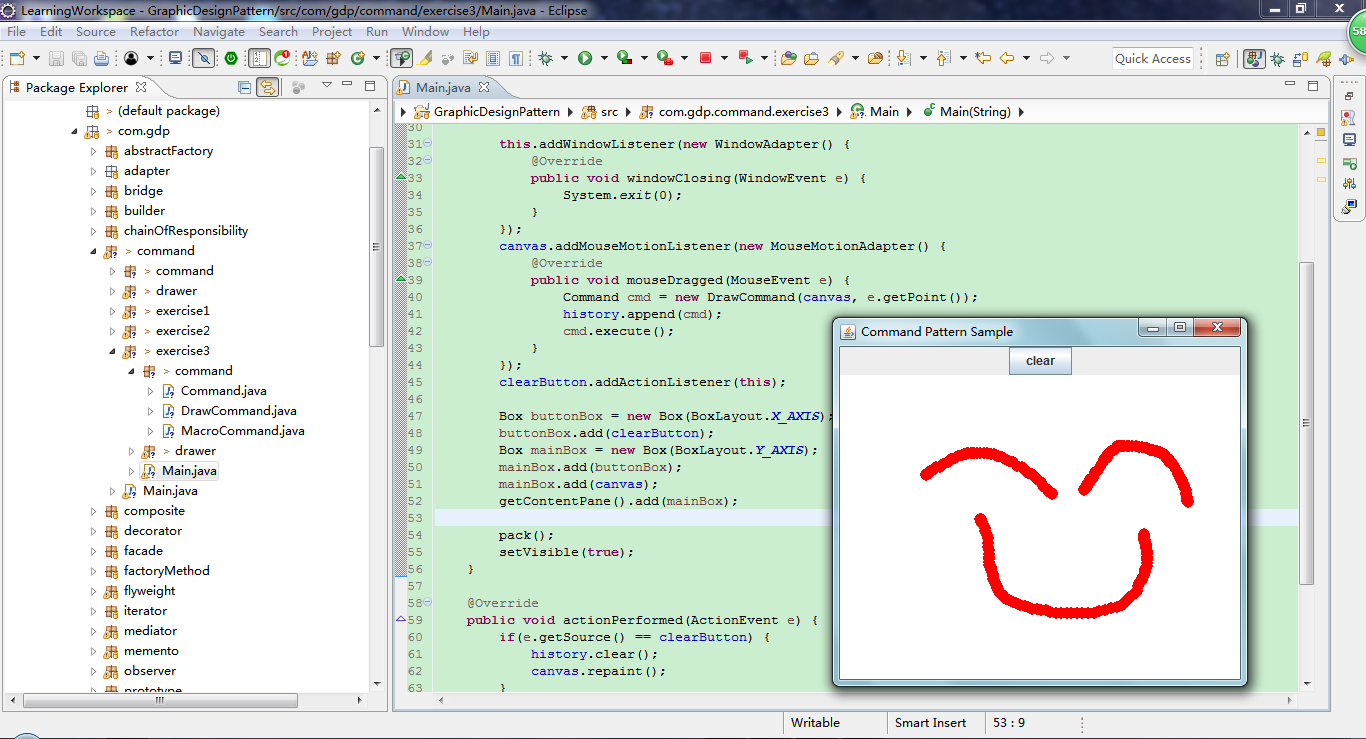 LearningWorkspace - GraphicDesignPattern/src/com/gdp/command/exercise3/Main.java - Eclipse
File Edit Source Refactor Navigate Search Project Run Window Help
58
Quick Access
Package Explorer
> (default package)
> com.gdp
abstractFactory
adapter
bridge
builder
chainOfResponsibility
> command
> command
> drawer
> exercise1
> exercise2
> exercise3
> command
Command.java
DrawCommand.java
MacroCommand.java
> drawer
Main.java
Main.java
composite
decorator
facade
factoryMethod
flyweight
iterator
mediator
memento
observer
prototype
Main.java
GraphicDesignPattern src com.gdp.command.exercise3 Main Main(String)
30
31 this.addWindowListener(new WindowAdapter() {
32 @Override
33 public void windowClosing(WindowEvent e) {
34 System.exit(0);
35 }
36 });
37 canvas.addMouseMotionListener(new MouseMotionAdapter() {
38 @Override
39 public void mouseDragged(MouseEvent e) {
40 Command cmd = new DrawCommand(canvas, e.getPoint());
41 history.append(cmd);
42 cmd.execute();
43 }
44 });
45 clearButton.addActionListener(this);
46
47 Box buttonBox = new Box(BoxLayout.X_AXIS);
48 buttonBox.add(clearButton);
49 Box mainBox = new Box(BoxLayout.Y_AXIS);
50 mainBox.add(buttonBox);
51 mainBox.add(canvas);
52 getContentPane().add(mainBox);
53
54 pack();
55 setVisible(true);
56 }
57
58 @Override
59 public void actionPerformed(ActionEvent e) {
60 if(e.getSource() == clearButton) {
61 history.clear();
62 canvas.repaint();
63 }
Command Pattern Sample
clear
Writable Smart Insert 53 : 9